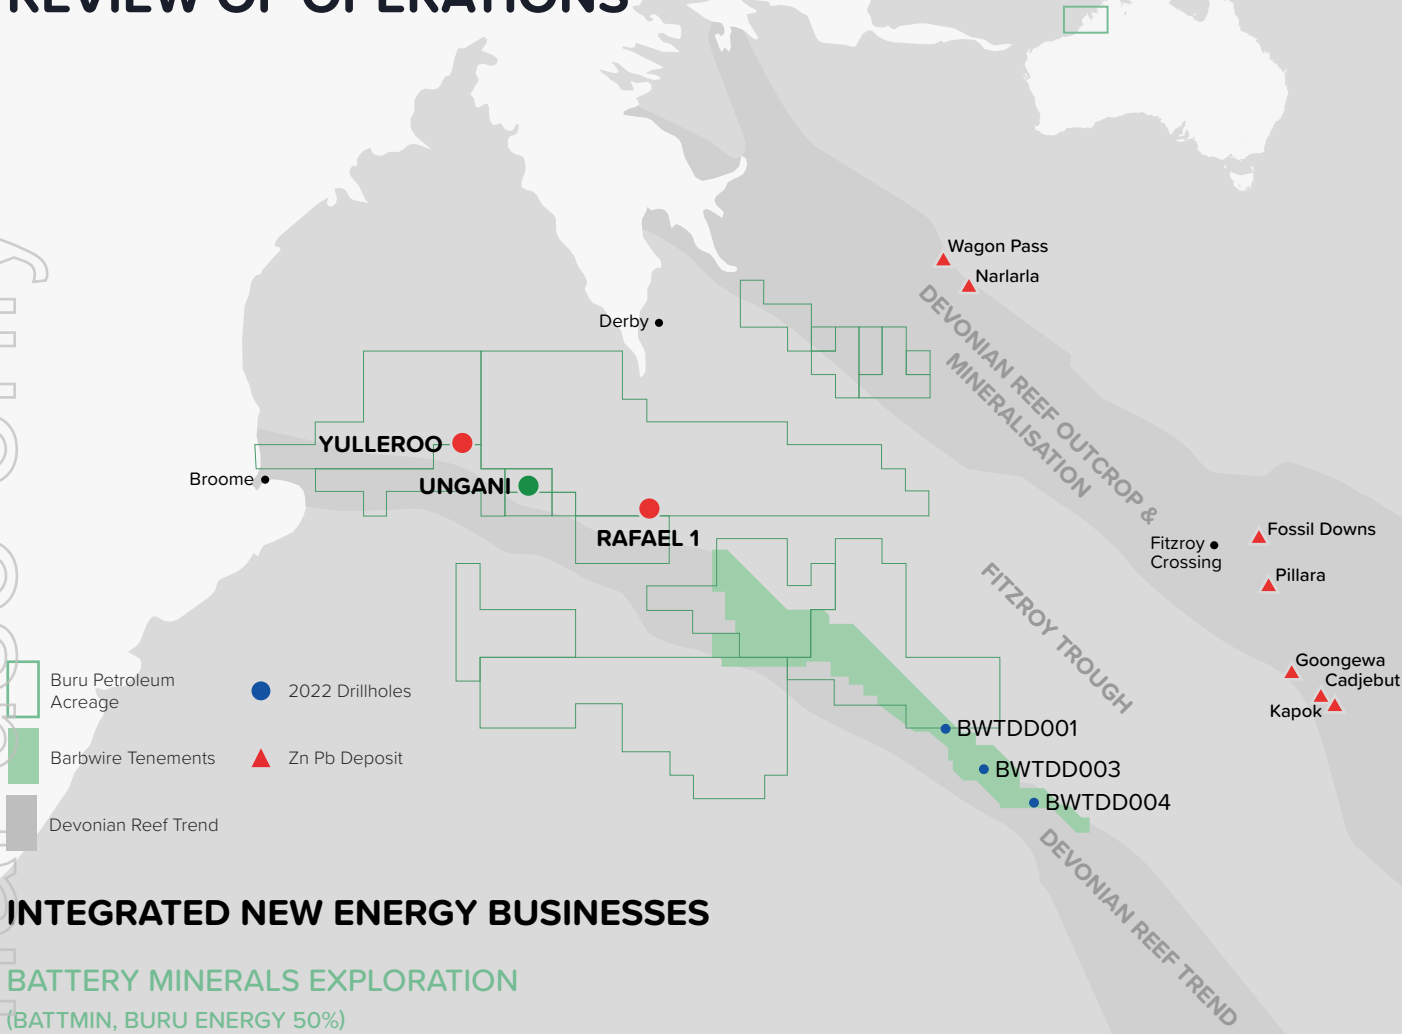 REVIEW OF OPERATIONS
Wagon Pass
Narlarla
DEVONIAN REEF OUTCROP &
MINERALISATION
Derby
YULLEROO
Broome
UNGANI
RAFAEL 1
Fossil Downs
Fitzroy
Crossing
Pillara
FITZROY TROUGH
Goongewa
Cadjebut
Kapok
BWTDD001
BWTDD003
BWTDD004
DEVONIAN REEF TREND
Buru Petroleum
Acreage
2022 Drillholes
Barbwire Tenements
Zn Pb Deposit
Devonian Reef Trend
INTEGRATED NEW ENERGY BUSINESSES
BATTERY MINERALS EXPLORATION
(BATTMIN, BURU ENERGY 50%)